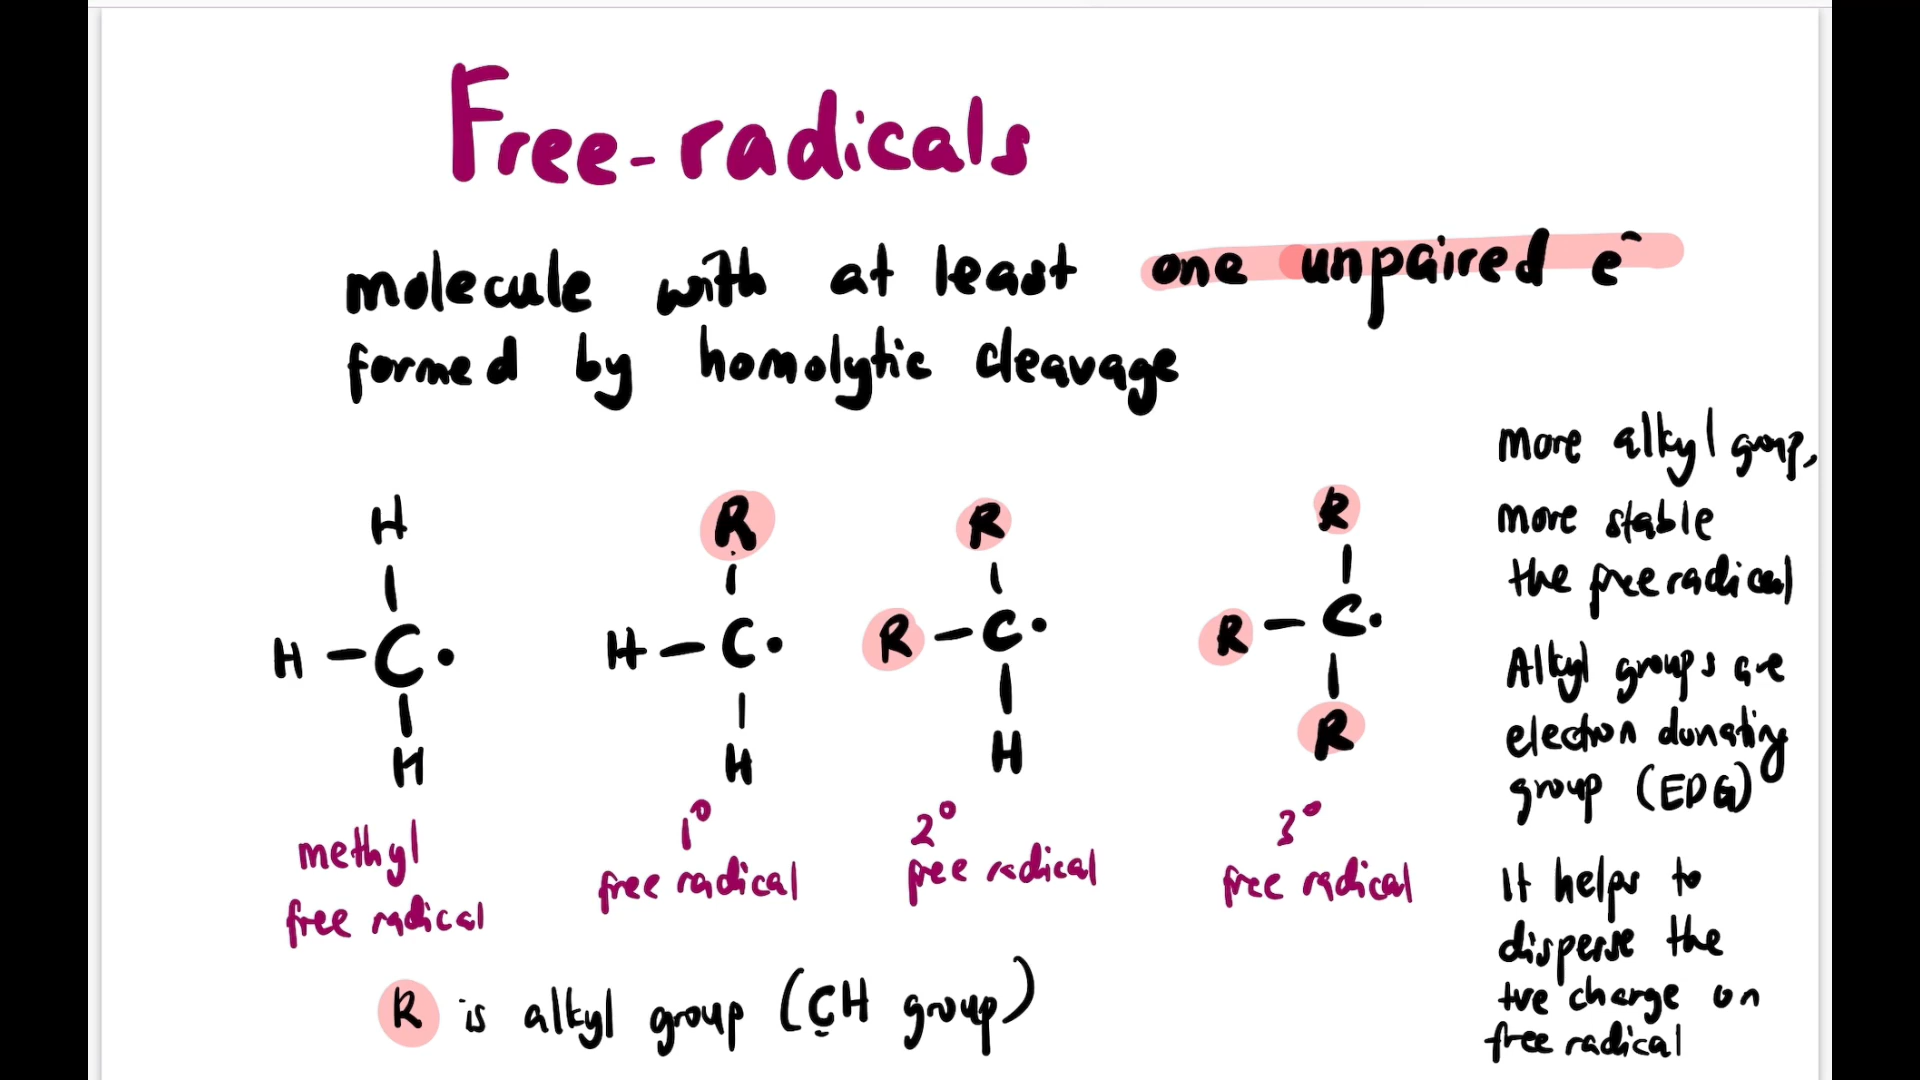 Free-radicals
molecule with at least one unpaired e⁻
formed by homolytic cleavage
H
H – C •
H
methyl
free radical
R
H – C •
H
1°
free radical
R
R – C •
H
2°
free radical
R
R – C •
R
3°
free radical
R is alkyl group (CH group)
more alkyl group,
more stable
the free radical
Alkyl groups are
electron donating
group (EDG)
It helps to
disperse the
+ve charge on
free radical